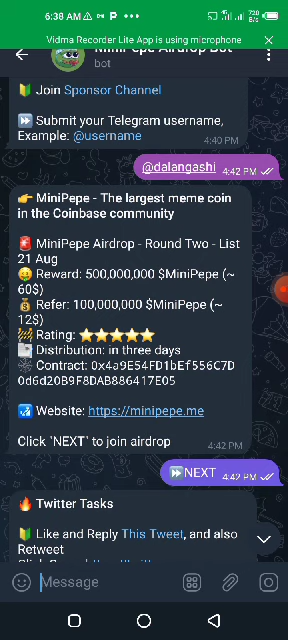 6:38 AM
720 B/s
Vidma Recorder Lite App is using microphone
MiniPepe Airdrop Bot
bot
🔰 Join Sponsor Channel
⏩ Submit your Telegram username,
Example: @username
4:40 PM
@dalangashi 4:42 PM
👉 MiniPepe - The largest meme coin
in the Coinbase community
🚨 MiniPepe Airdrop - Round Two - List
21 Aug
🤑 Reward: 500,000,000 $MiniPepe (~
60$)
💰 Refer: 100,000,000 $MiniPepe (~
12$)
🚧 Rating: ⭐⭐⭐⭐⭐
Distribution: in three days
🕸 Contract: 0x4a9E54FD1bEf556C7D
0d6d20B9F8DAB886417E05
Website: https://minipepe.me
Click 'NEXT' to join airdrop
4:42 PM
⏩NEXT 4:42 PM
🔥 Twitter Tasks
🔰 Like and Reply This Tweet, and also
Retweet
Message